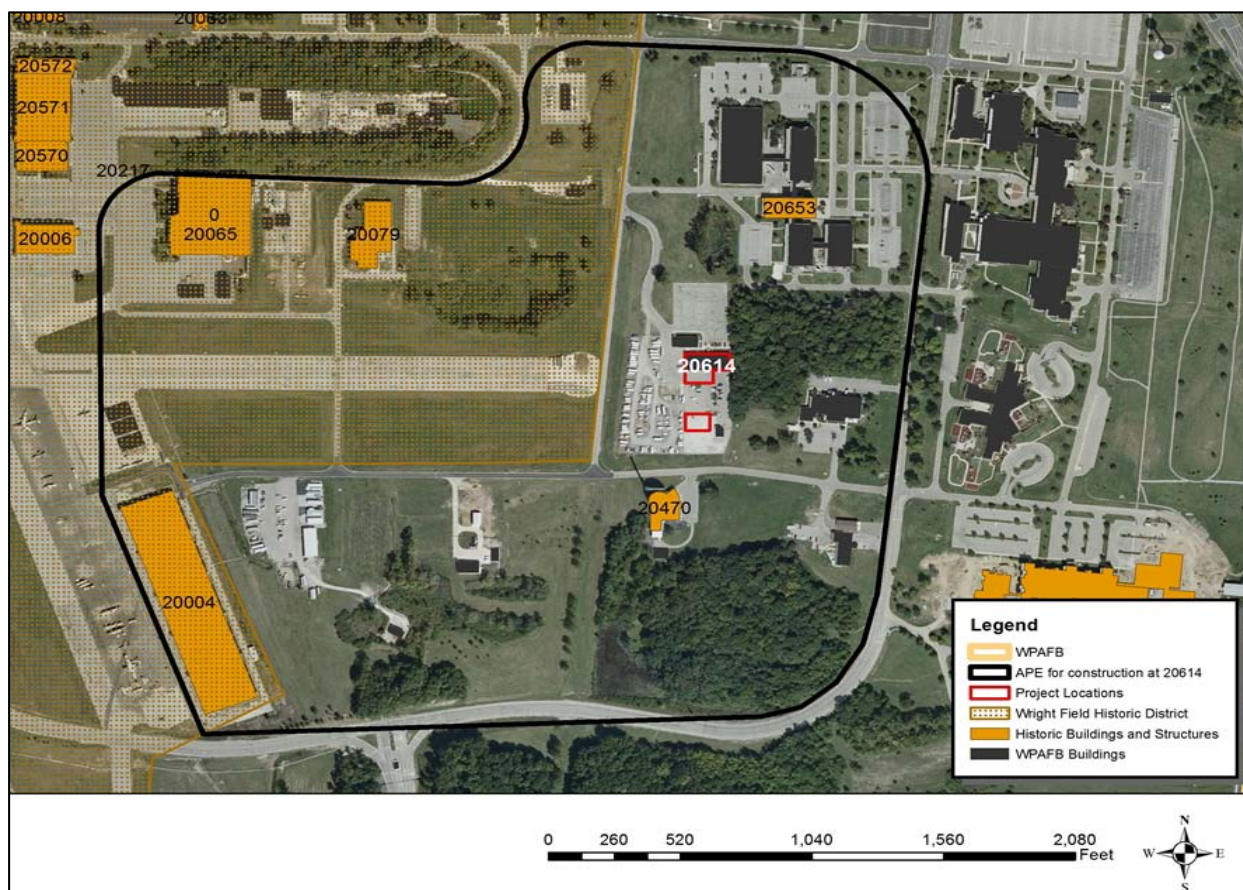 20008
20063
20572
20571
20570
20217
0
20065
20006
20079
20653
20614
20470
20004
Legend
WPAFB
APE for construction at 20614
Project Locations
Wright Field Historic District
Historic Buildings and Structures
WPAFB Buildings
0 260 520 1,040 1,560 2,080
Feet
N
W E
S